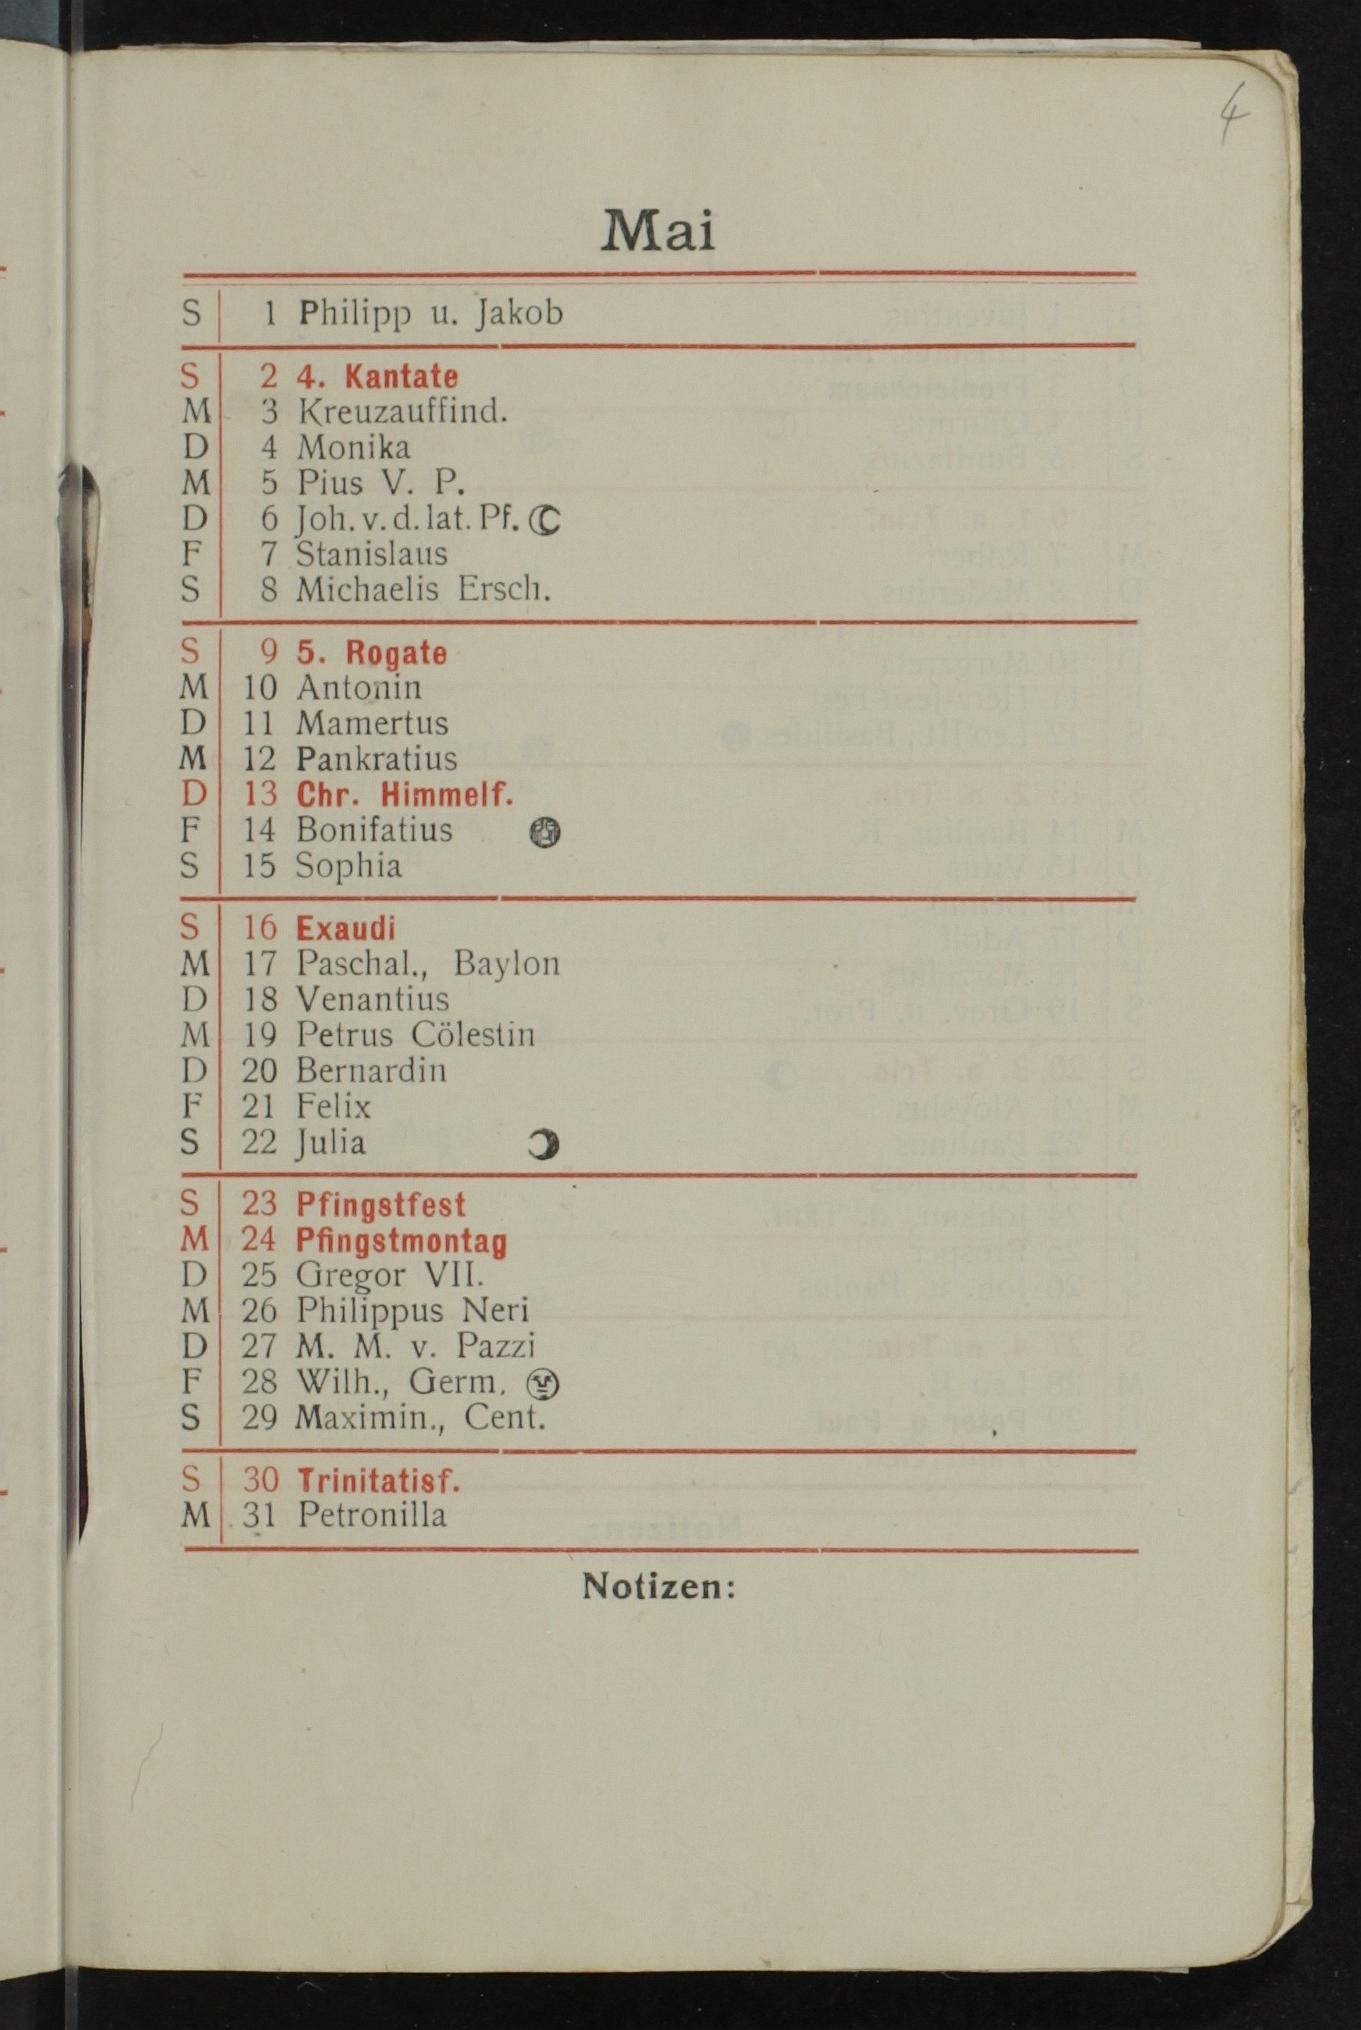 4
Mai
S 1 Philipp u. Jakob
S 2 4. Kantate
M 3 Kreuzauffind.
D 4 Monika
M 5 Pius V. P.
D 6 Joh. v. d. lat. Pf.
F 7 Stanislaus
S 8 Michaelis Ersch.
S 9 5. Rogate
M 10 Antonin
D 11 Mamertus
M 12 Pankratius
D 13 Chr. Himmelf.
F 14 Bonifatius
S 15 Sophia
S 16 Exaudi
M 17 Paschal., Baylon
D 18 Venantius
M 19 Petrus Cölestin
D 20 Bernardin
F 21 Felix
S 22 Julia
S 23 Pfingstfest
M 24 Pfingstmontag
D 25 Gregor VII.
M 26 Philippus Neri
D 27 M. M. v. Pazzi
F 28 Wilh., Germ.
S 29 Maximin., Cent.
S 30 Trinitatisf.
M 31 Petronilla
Notizen: